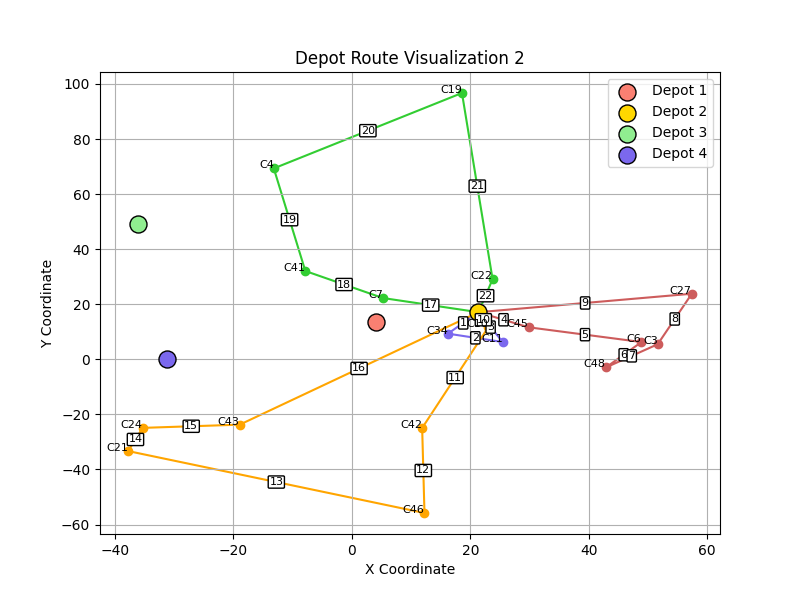 Depot Route Visualization 2
Depot 1
Depot 2
Depot 3
Depot 4
Y Coordinate
100
80
60
40
20
0
−20
−40
−60
−40
−20
0
20
40
60
X Coordinate
C19
20
C4
21
19
C41
C22
C27
18
22
C7
17
9
8
1
10
4
C45
3
C34
2
C11
5
C6
C3
6
7
C48
16
11
C24
15
C43
C42
14
C21
12
13
C46